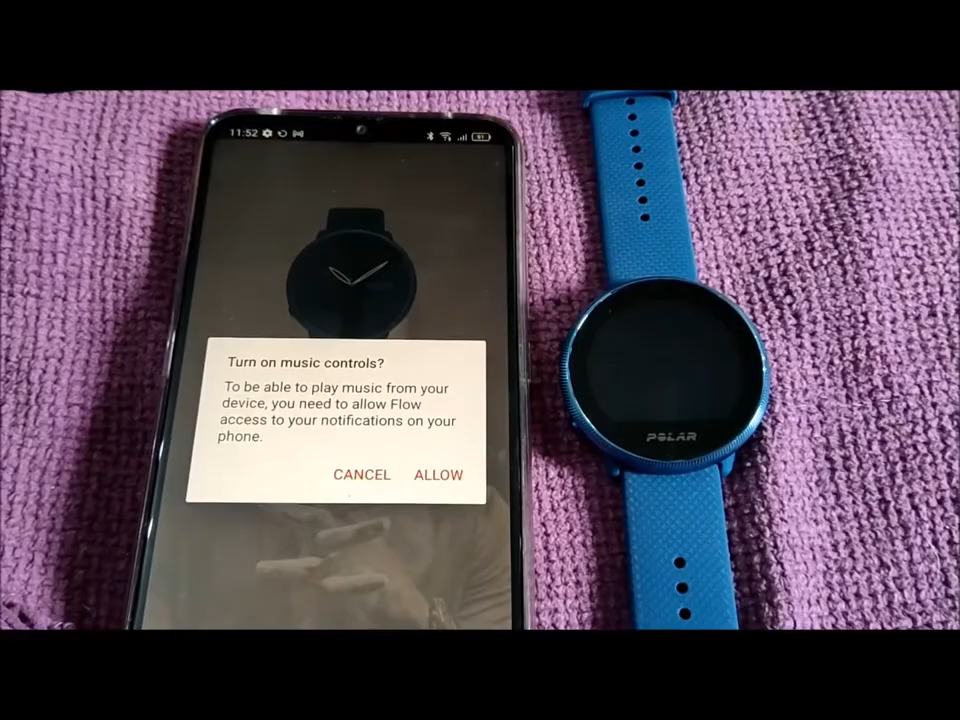 11:52
91
Turn on music controls?
To be able to play music from your
device, you need to allow Flow
access to your notifications on your
phone.
CANCEL ALLOW
POLAR